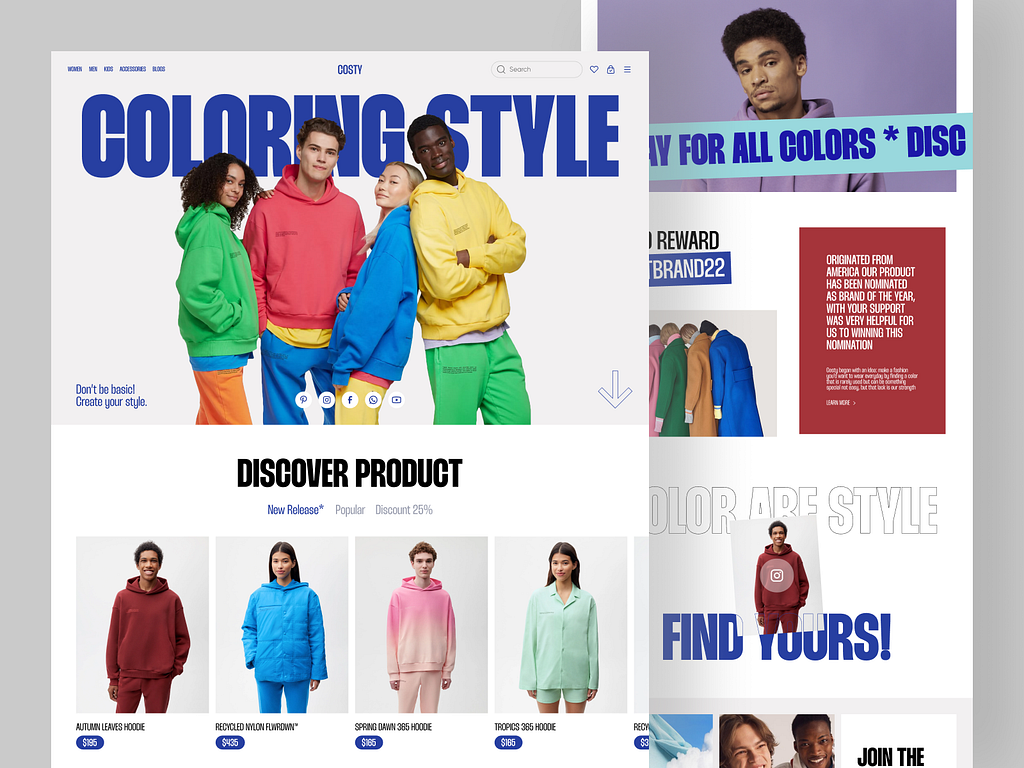 WOMEN MEN KIDS ACCESSORIES BLOGS
COSTY
Search
COLORING STYLE
Don't be basic!
Create your style.
DISCOVER PRODUCT
New Release* Popular Discount 25%
AUTUMN LEAVES HOODIE
$195
RECYCLED NYLON FLWRDWN™
$435
SPRING DAWN 365 HOODIE
$165
TROPICS 365 HOODIE
$165
AY FOR ALL COLORS * DISC
REWARD
TBRAND22
ORIGINATED FROM
AMERICA OUR PRODUCT
HAS BEEN NOMINATED
AS BRAND OF THE YEAR,
WITH YOUR SUPPORT
WAS VERY HELPFUL FOR
US TO WINNING THIS
NOMINATION
Costy began with an idea: make a fashion
you'd want to wear everyday by finding a color
that is rarely used but can be something
special not easy, but that look is our strength
LEARN MORE >
OLOR ARE STYLE
FIND YOURS!
JOIN THE